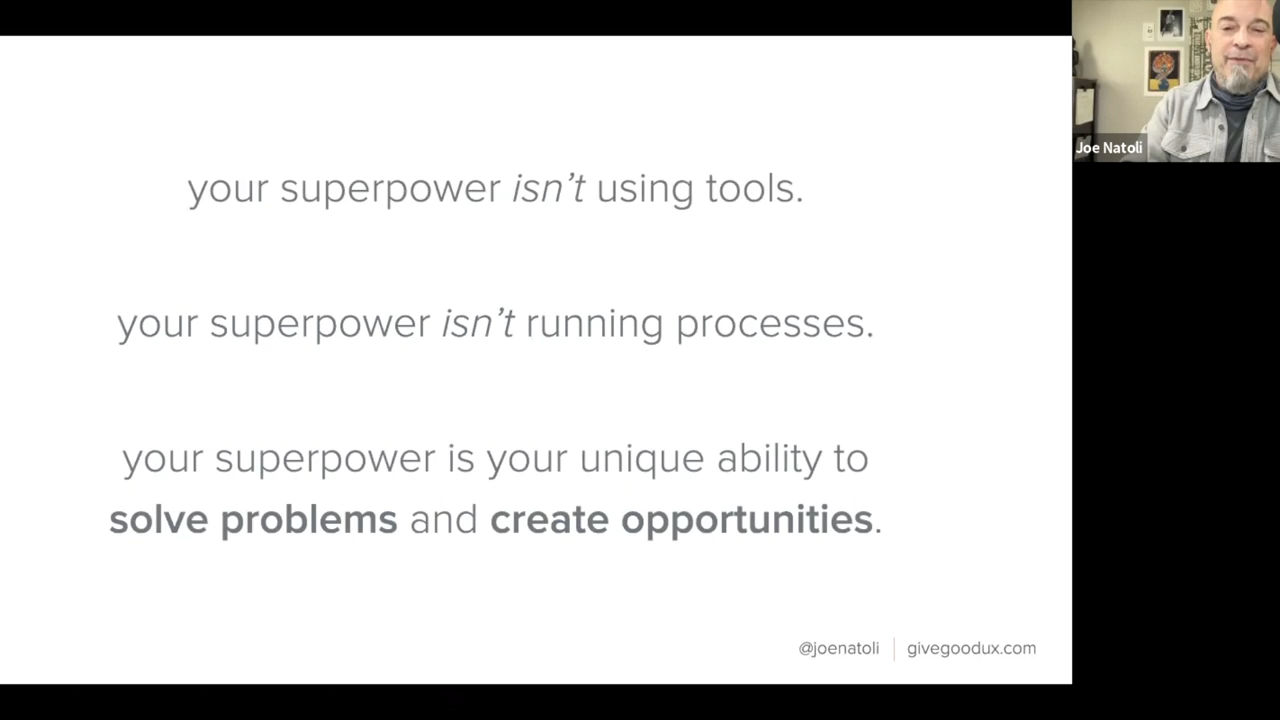 your superpower isn’t using tools.
your superpower isn’t running processes.
your superpower is your unique ability to
solve problems and create opportunities.
@joenatoli | givegoodux.com
Joe Natoli